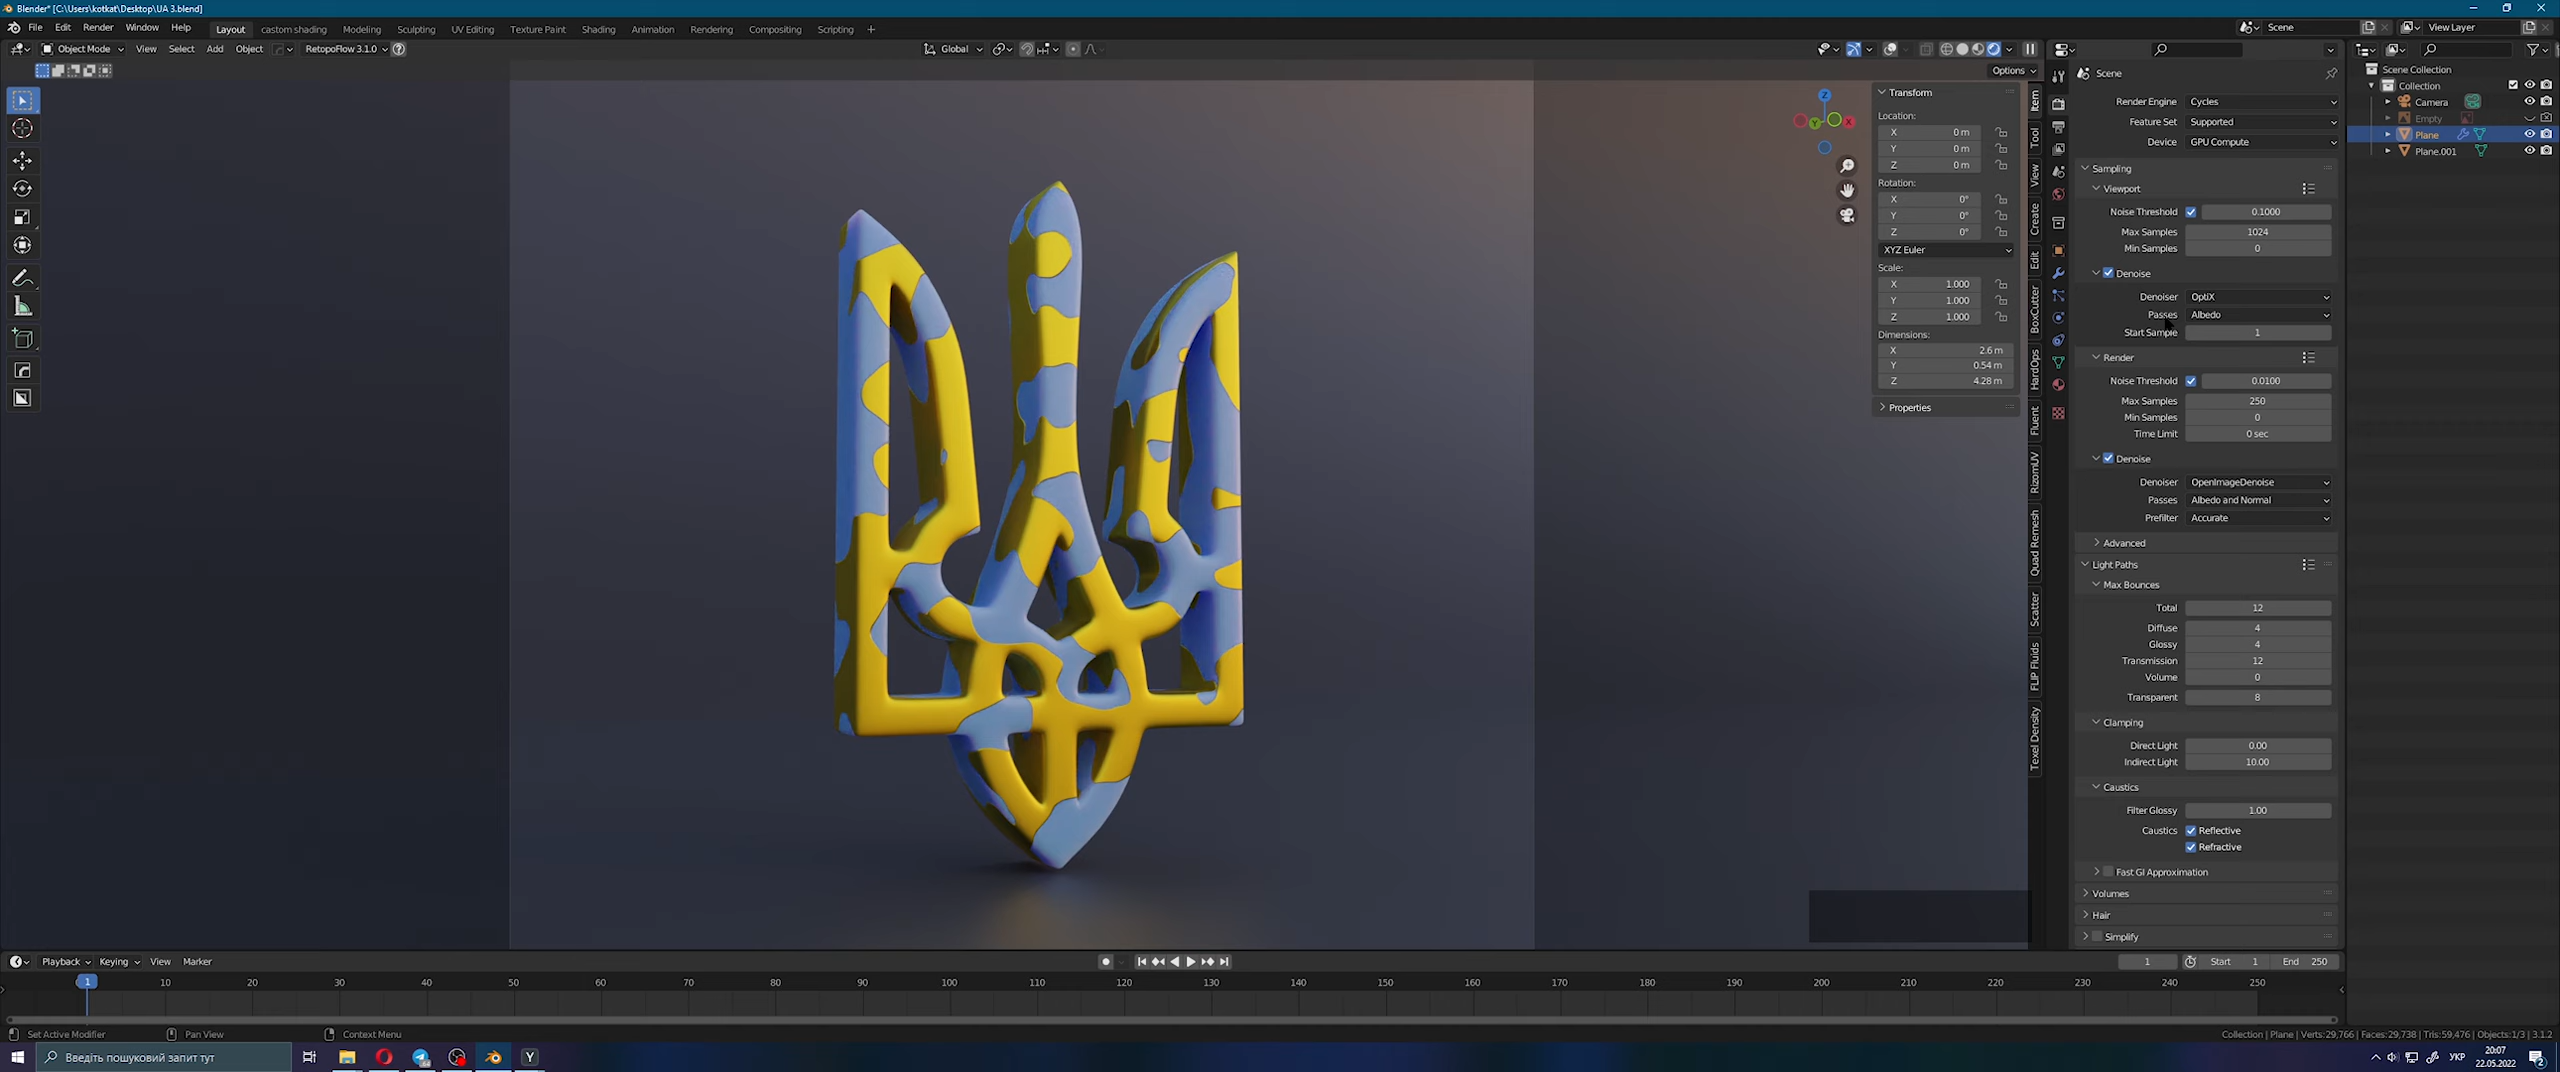 Blender* [C:\Users\kotkat\Desktop\UA 3.blend]
File Edit Render Window Help Layout custom shading Modeling Sculpting UV Editing Texture Paint Shading Animation Rendering Compositing Scripting + Scene View Layer
Object Mode View Select Add Object RetopoFlow 3.1.0 ? Global
Options
Z
Y
X
Transform
Location:
X 0 m
Y 0 m
Z 0 m
Rotation:
X 0°
Y 0°
Z 0°
XYZ Euler
Scale:
X 1.000
Y 1.000
Z 1.000
Dimensions:
X 2.6 m
Y 0.54 m
Z 4.28 m
Properties
Item
Tool
View
Create
Edit
BoxCutter
HardOps
Fluent
RizomUV
Quad Remesh
Scatter
FLIP Fluids
Texel Density
Scene
Render Engine Cycles
Feature Set Supported
Device GPU Compute
Sampling
Viewport
Noise Threshold 0.1000
Max Samples 1024
Min Samples 0
Denoise
Denoiser OptiX
Passes Albedo
Start Sample 1
Render
Noise Threshold 0.0100
Max Samples 250
Min Samples 0
Time Limit 0 sec
Denoise
Denoiser OpenImageDenoise
Passes Albedo and Normal
Prefilter Accurate
Advanced
Light Paths
Max Bounces
Total 12
Diffuse 4
Glossy 4
Transmission 12
Volume 0
Transparent 8
Clamping
Direct Light 0.00
Indirect Light 10.00
Caustics
Filter Glossy 1.00
Caustics Reflective
Refractive
Fast GI Approximation
Volumes
Hair
Simplify
Scene Collection
Collection
Camera
Empty
Plane
Plane.001
Playback Keying View Marker 1 Start 1 End 250
1 10 20 30 40 50 60 70 80 90 100 110 120 130 140 150 160 170 180 190 200 210 220 230 240 250
Set Active Modifier Pan View Context Menu Collection | Plane | Verts:29,766 | Faces:29,738 | Tris:59,476 | Objects:1/3 | 3.1.2
Введіть пошуковий запит тут Y УКР 20:07
22.05.2022 2